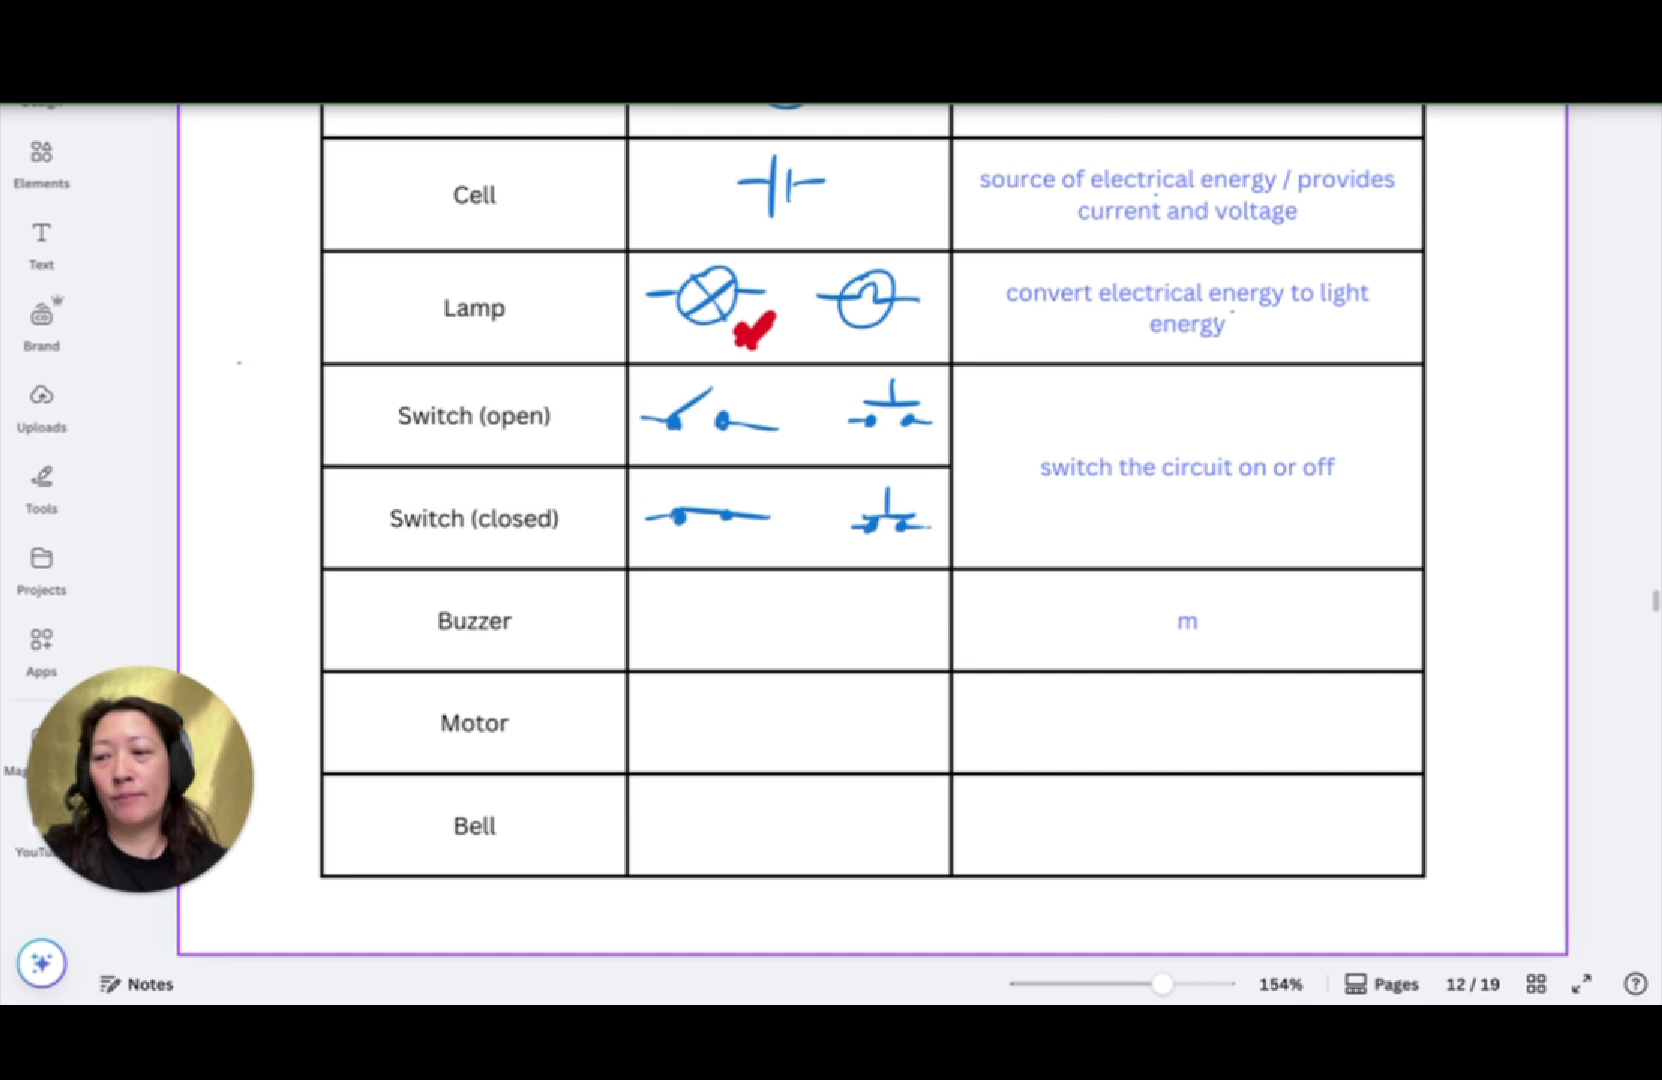 Elements
Text
Brand
Uploads
Tools
Projects
Apps
Cell
source of electrical energy / provides
current and voltage
Lamp
convert electrical energy to light
energy
Switch (open)
Switch (closed)
switch the circuit on or off
Buzzer
m
Motor
Bell
Notes
154%
Pages
12 / 19
?